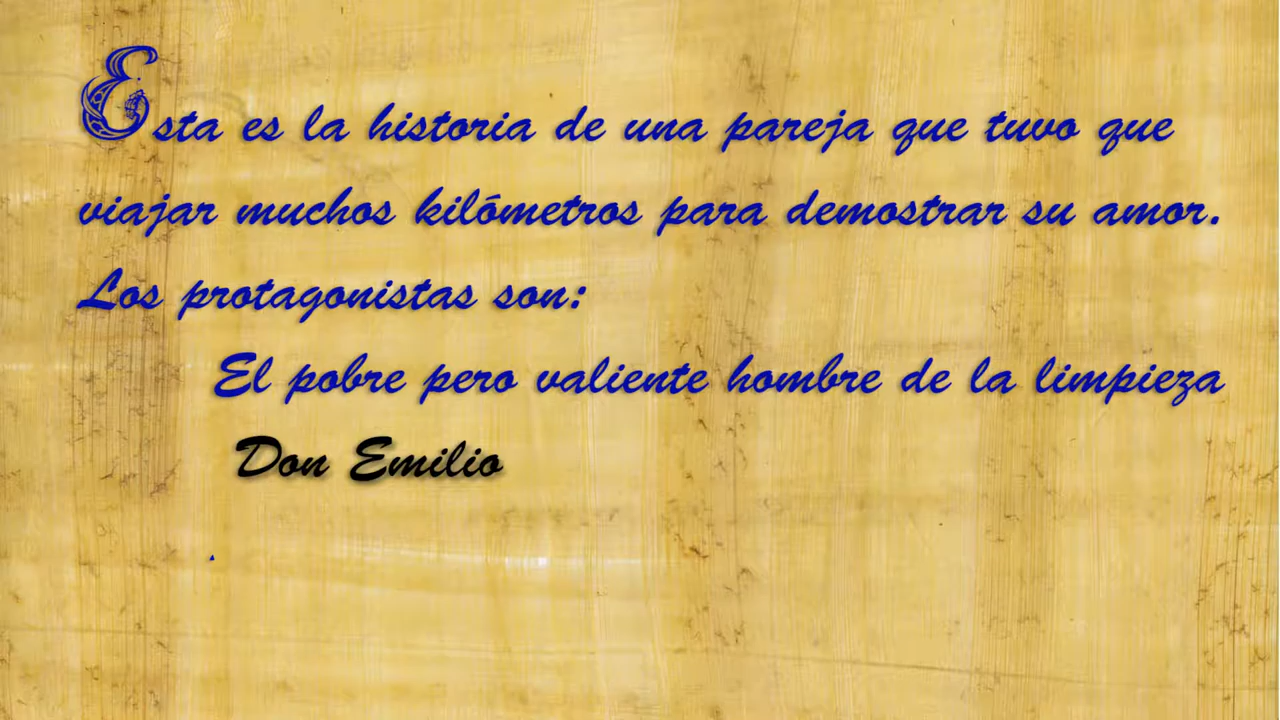 Esta es la historia de una pareja que tuvo que
viajar muchos kilómetros para demostrar su amor.
Los protagonistas son:
El pobre pero valiente hombre de la limpieza
Don Emilio